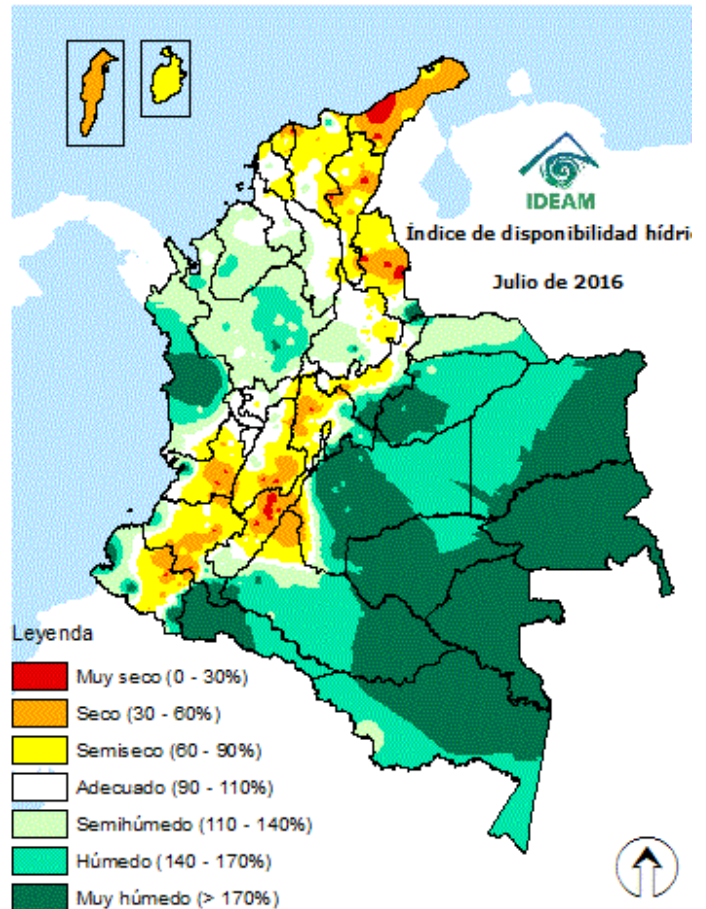 IDEAM
Índice de disponibilidad hídri
Julio de 2016
Leyenda
Muy seco (0 - 30%)
Seco (30 - 60%)
Semiseco (60 - 90%)
Adecuado (90 - 110%)
Semihúmedo (110 - 140%)
Húmedo (140 - 170%)
Muy húmedo (> 170%)